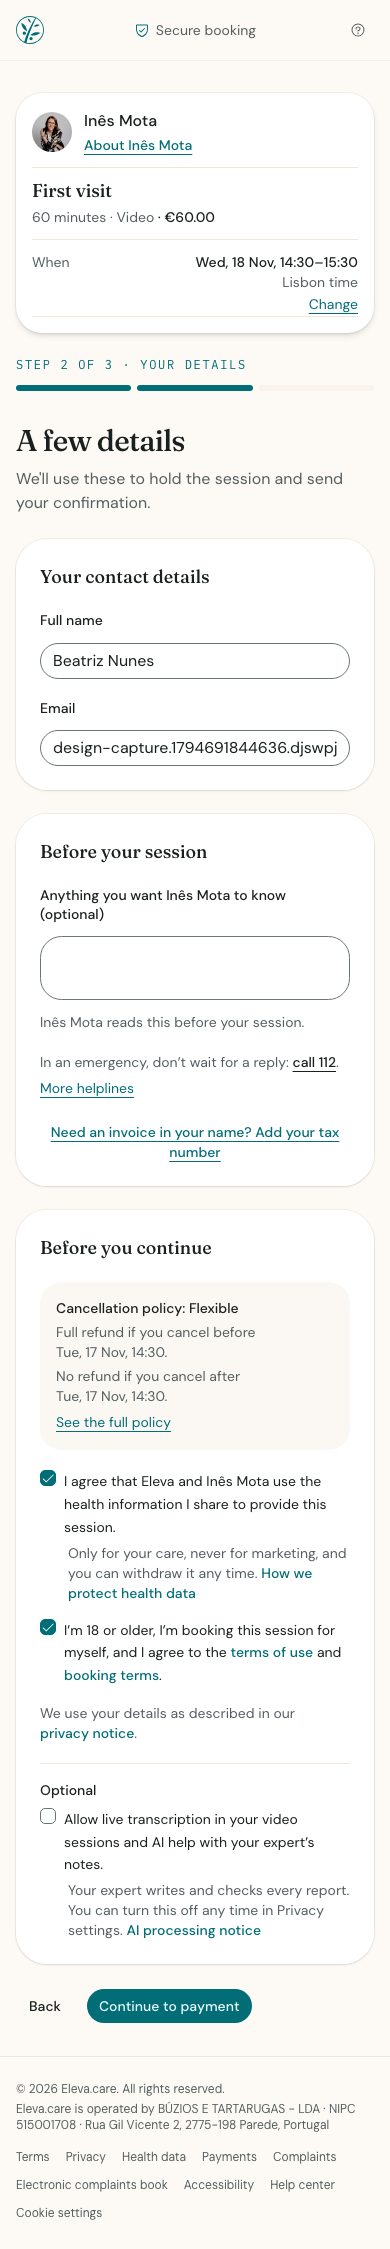 Secure booking
Inês Mota
About Inês Mota
First visit
60 minutes · Video · €60.00
When
Wed, 18 Nov, 14:30–15:30
Lisbon time
Change
STEP 2 OF 3 · YOUR DETAILS
A few details
We'll use these to hold the session and send
your confirmation.
Your contact details
Full name
Beatriz Nunes
Email
design-capture.1794691844636.djswpj
Before your session
Anything you want Inês Mota to know
(optional)
Inês Mota reads this before your session.
In an emergency, don’t wait for a reply: call 112.
More helplines
Need an invoice in your name? Add your tax
number
Before you continue
Cancellation policy: Flexible
Full refund if you cancel before
Tue, 17 Nov, 14:30.
No refund if you cancel after
Tue, 17 Nov, 14:30.
See the full policy
I agree that Eleva and Inês Mota use the
health information I share to provide this
session.
Only for your care, never for marketing, and
you can withdraw it any time. How we
protect health data
I’m 18 or older, I’m booking this session for
myself, and I agree to the terms of use and
booking terms.
We use your details as described in our
privacy notice.
Optional
Allow live transcription in your video
sessions and AI help with your expert’s
notes.
Your expert writes and checks every report.
You can turn this off any time in Privacy
settings. AI processing notice
Back
Continue to payment
© 2026 Eleva.care. All rights reserved.
Eleva.care is operated by BÚZIOS E TARTARUGAS - LDA · NIPC
515001708 · Rua Gil Vicente 2, 2775-198 Parede, Portugal
Terms Privacy Health data Payments Complaints
Electronic complaints book Accessibility Help center
Cookie settings